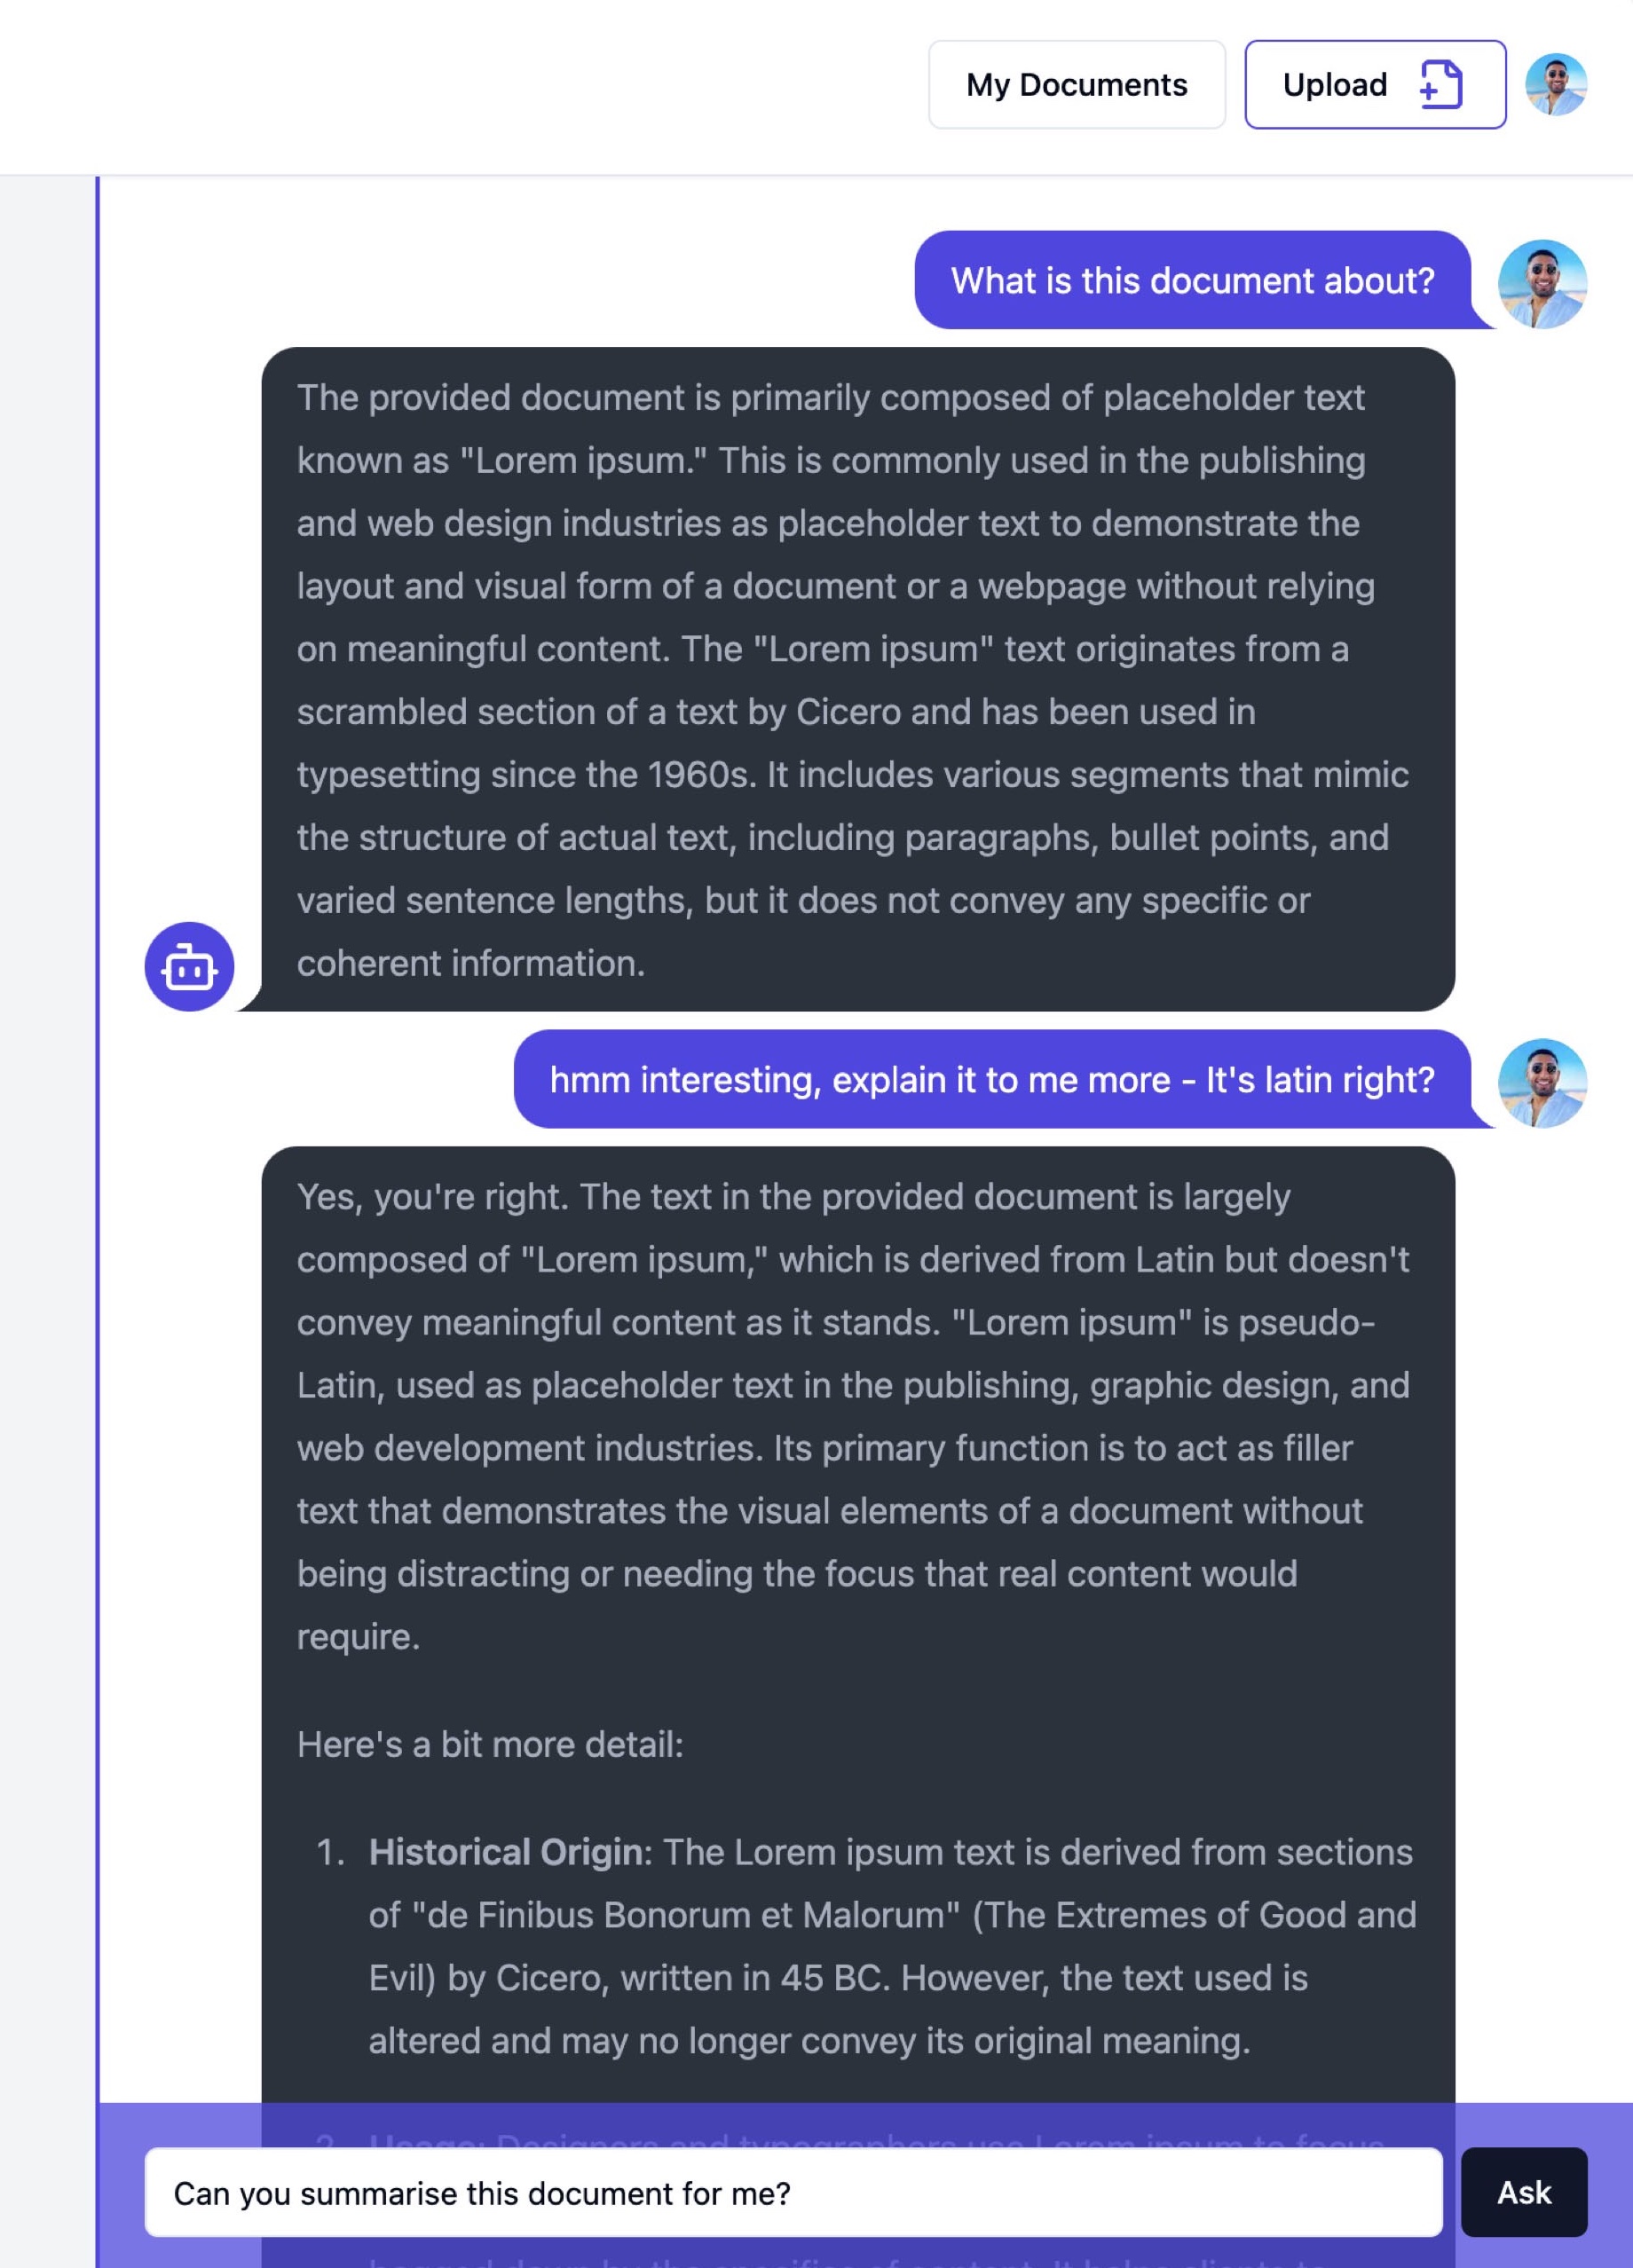 My Documents
Upload
What is this document about?
The provided document is primarily composed of placeholder text
known as "Lorem ipsum." This is commonly used in the publishing
and web design industries as placeholder text to demonstrate the
layout and visual form of a document or a webpage without relying
on meaningful content. The "Lorem ipsum" text originates from a
scrambled section of a text by Cicero and has been used in
typesetting since the 1960s. It includes various segments that mimic
the structure of actual text, including paragraphs, bullet points, and
varied sentence lengths, but it does not convey any specific or
coherent information.
hmm interesting, explain it to me more - It's latin right?
Yes, you're right. The text in the provided document is largely
composed of "Lorem ipsum," which is derived from Latin but doesn't
convey meaningful content as it stands. "Lorem ipsum" is pseudo-
Latin, used as placeholder text in the publishing, graphic design, and
web development industries. Its primary function is to act as filler
text that demonstrates the visual elements of a document without
being distracting or needing the focus that real content would
require.
Here's a bit more detail:
1. Historical Origin: The Lorem ipsum text is derived from sections
of "de Finibus Bonorum et Malorum" (The Extremes of Good and
Evil) by Cicero, written in 45 BC. However, the text used is
altered and may no longer convey its original meaning.
2. Usage: Designers and typographers use Lorem ipsum to focus
Can you summarise this document for me?
Ask